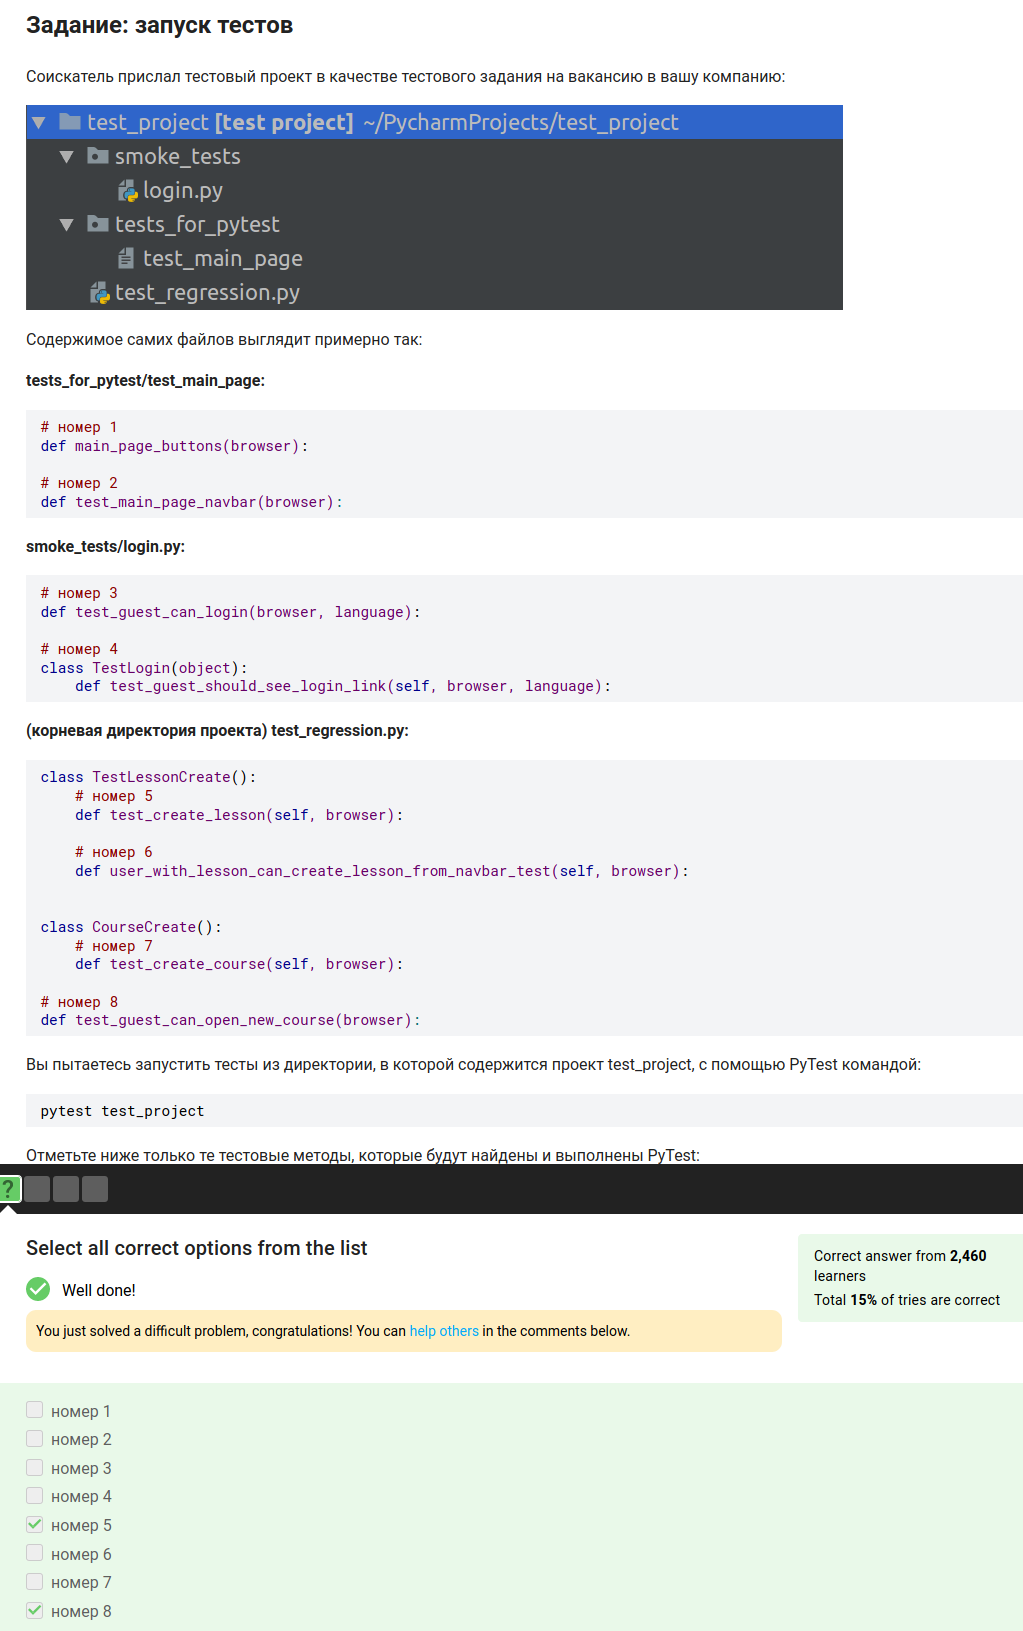 Задание: запуск тестов
Соискатель прислал тестовый проект в качестве тестового задания на вакансию в вашу компанию:
test_project [test project] ~/PycharmProjects/test_project
smoke_tests
login.py
tests_for_pytest
test_main_page
test_regression.py
Содержимое самих файлов выглядит примерно так:
tests_for_pytest/test_main_page:
# номер 1
def main_page_buttons(browser):
# номер 2
def test_main_page_navbar(browser):
smoke_tests/login.py:
# номер 3
def test_guest_can_login(browser, language):
# номер 4
class TestLogin(object):
    def test_guest_should_see_login_link(self, browser, language):
(корневая директория проекта) test_regression.py:
class TestLessonCreate():
    # номер 5
    def test_create_lesson(self, browser):
    # номер 6
    def user_with_lesson_can_create_lesson_from_navbar_test(self, browser):
class CourseCreate():
    # номер 7
    def test_create_course(self, browser):
# номер 8
def test_guest_can_open_new_course(browser):
Вы пытаетесь запустить тесты из директории, в которой содержится проект test_project, с помощью PyTest командой:
pytest test_project
Отметьте ниже только те тестовые методы, которые будут найдены и выполнены PyTest:
?
Select all correct options from the list
Correct answer from 2,460
learners
Total 15% of tries are correct
Well done!
You just solved a difficult problem, congratulations! You can help others in the comments below.
номер 1
номер 2
номер 3
номер 4
номер 5
номер 6
номер 7
номер 8